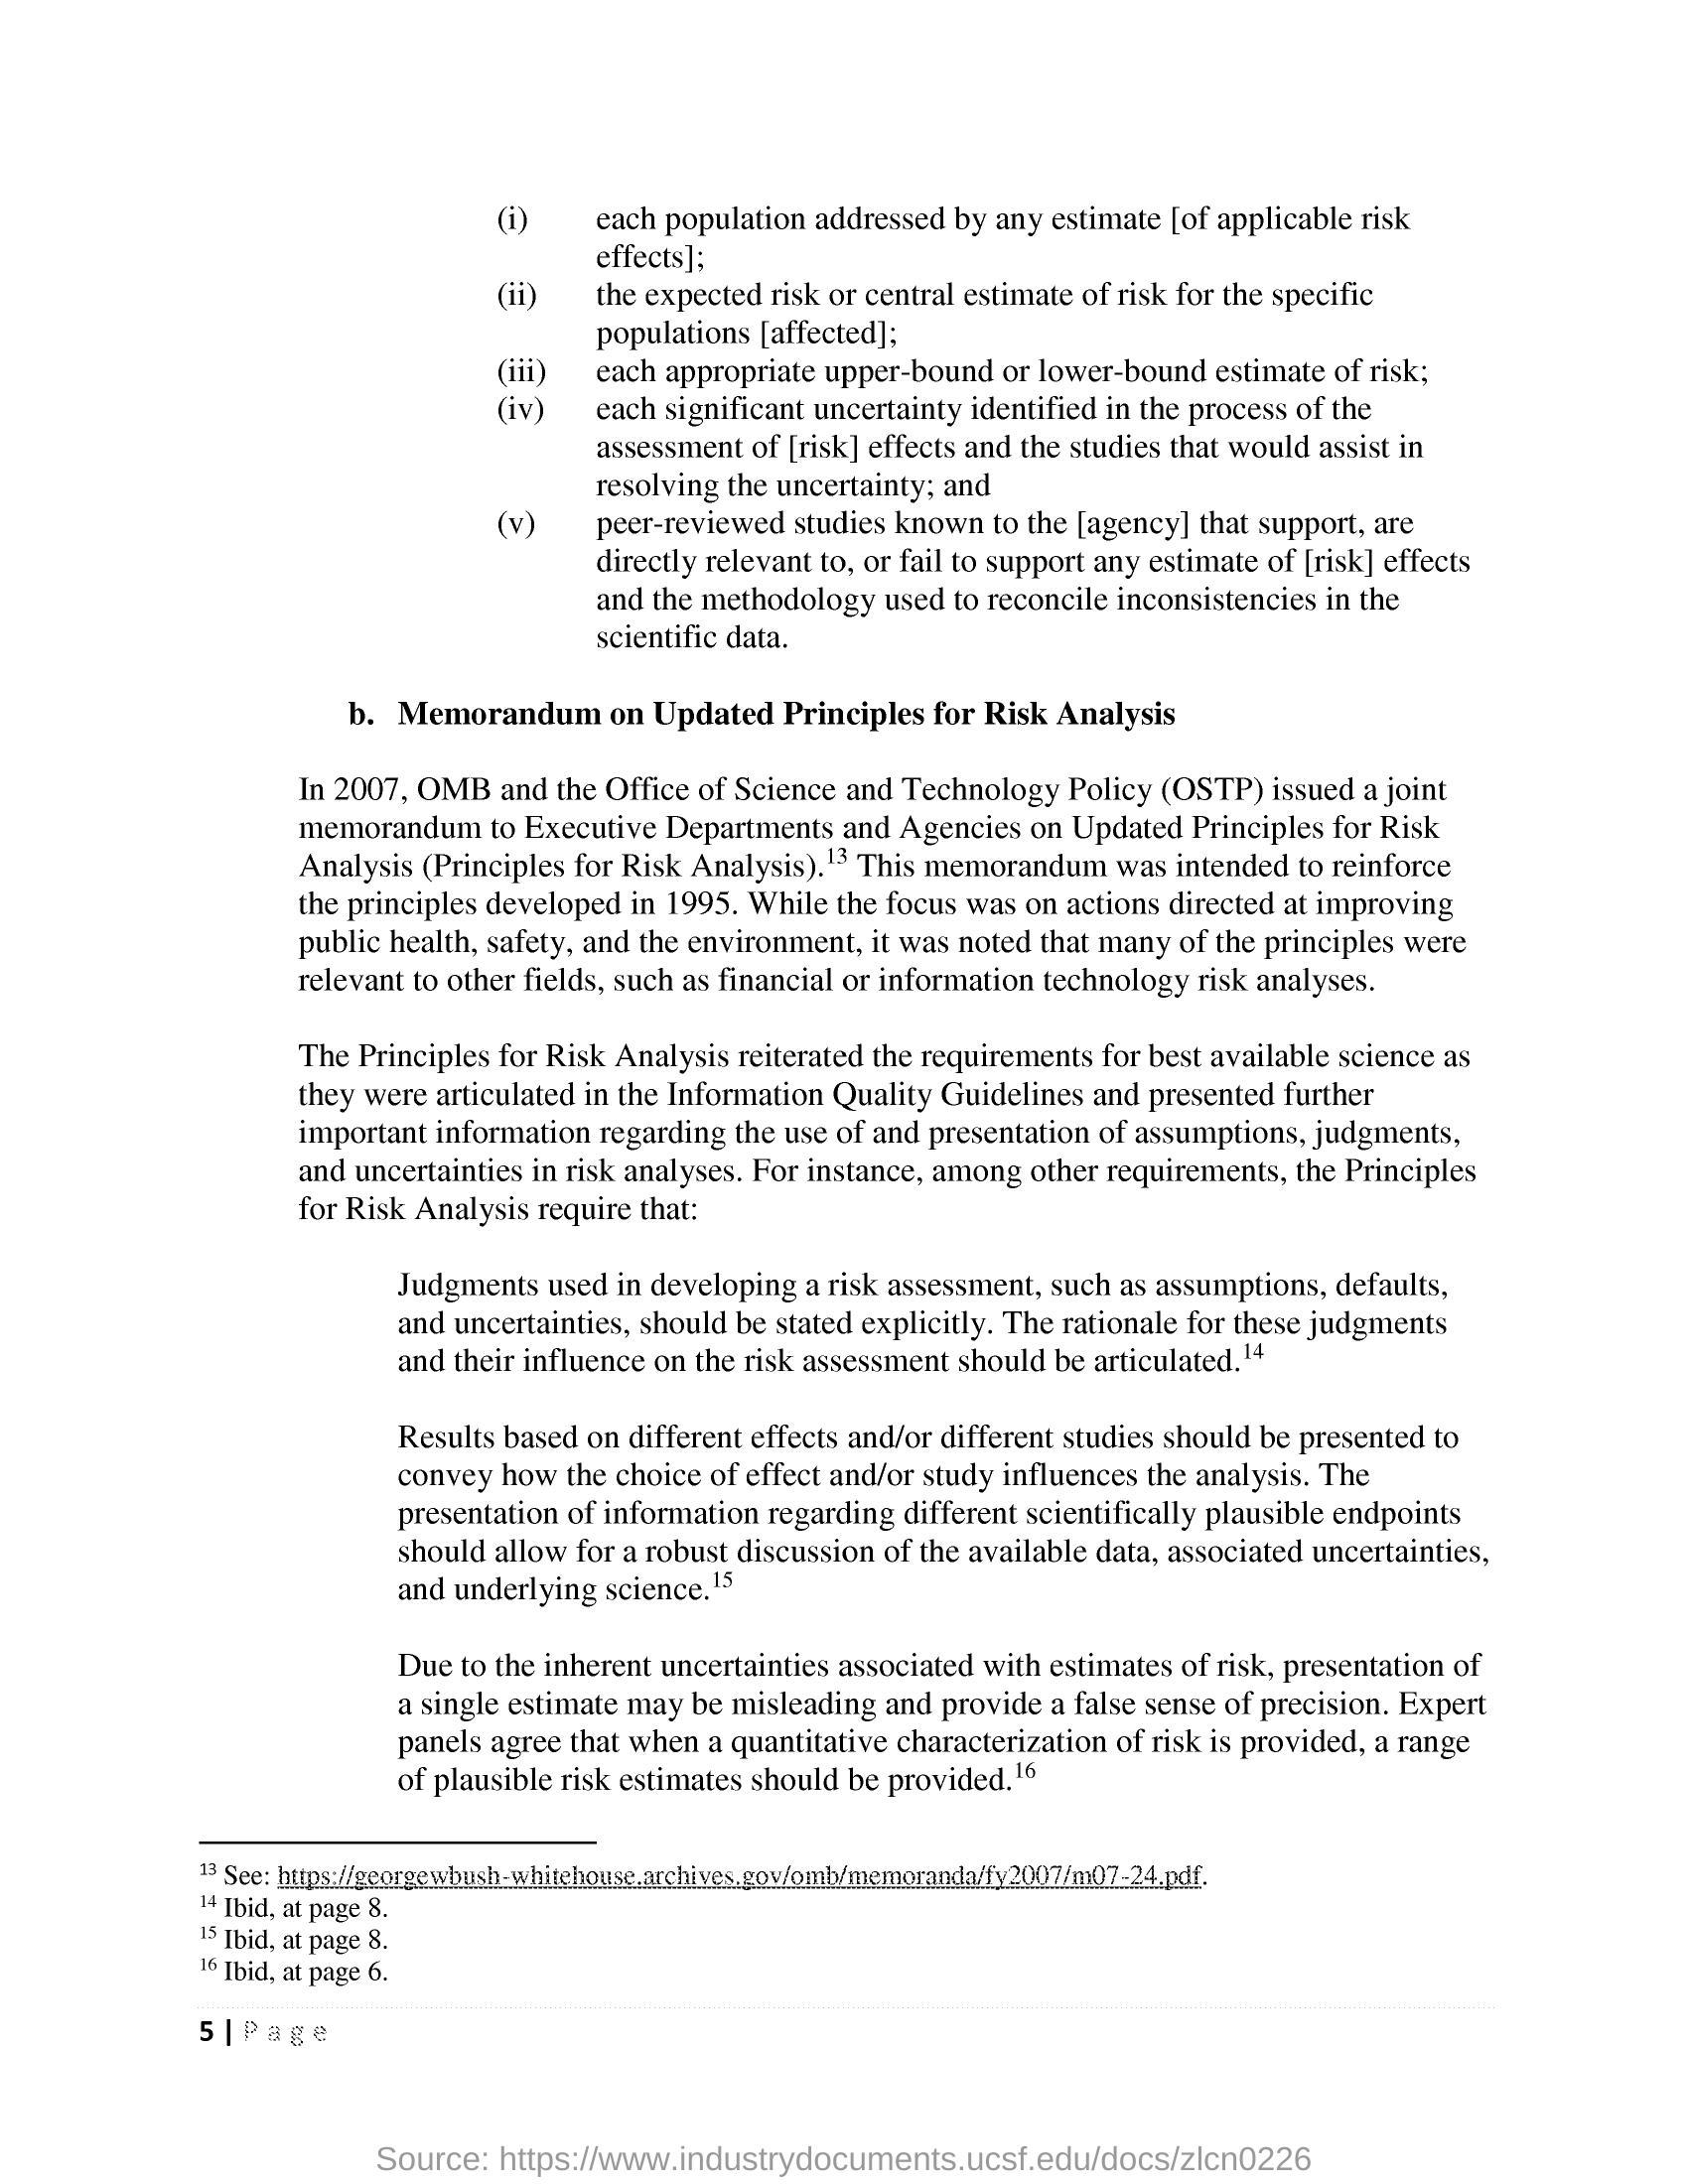 (i) each population addressed by any estimate [of applicable risk
effects];
(ii) the expected risk or central estimate of risk for the specific
populations [affected];
(iii) each appropriate upper-bound or lower-bound estimate of risk;
(iv) each significant uncertainty identified in the process of the
assessment of [risk] effects and the studies that would assist in
resolving the uncertainty; and
(v) peer-reviewed studies known to the [agency] that support, are
directly relevant to, or fail to support any estimate of [risk] effects
and the methodology used to reconcile inconsistencies in the
scientific data.
b. Memorandum on Updated Principles for Risk Analysis
In 2007, OMB and the Office of Science and Technology Policy (OSTP) issued a joint
memorandum to Executive Departments and Agencies on Updated Principles for Risk
Analysis (Principles for Risk Analysis).13 This memorandum was intended to reinforce
the principles developed in 1995. While the focus was on actions directed at improving
public health, safety, and the environment, it was noted that many of the principles were
relevant to other fields, such as financial or information technology risk analyses.
The Principles for Risk Analysis reiterated the requirements for best available science as
they were articulated in the Information Quality Guidelines and presented further
important information regarding the use of and presentation of assumptions, judgments,
and uncertainties in risk analyses. For instance, among other requirements, the Principles
for Risk Analysis require that:
Judgments used in developing a risk assessment, such as assumptions, defaults,
and uncertainties, should be stated explicitly. The rationale for these judgments
and their influence on the risk assessment should be articulated.14
Results based on different effects and/or different studies should be presented to
convey how the choice of effect and/or study influences the analysis. The
presentation of information regarding different scientifically plausible endpoints
should allow for a robust discussion of the available data, associated uncertainties,
and underlying science.15
Due to the inherent uncertainties associated with estimates of risk, presentation of
a single estimate may be misleading and provide a false sense of precision. Expert
panels agree that when a quantitative characterization of risk is provided, a range
of plausible risk estimates should be provided.16
13 See: https://georgewbush-whitehouse.archives.gov/omb/memoranda/fy2007/m07-24.pdf.
14 Ibid, at page 8.
15 Ibid, at page 8.
16 Ibid, at page 6.
5 | Page
Source: https://www.industrydocuments.ucsf.edu/docs/zlcn0226